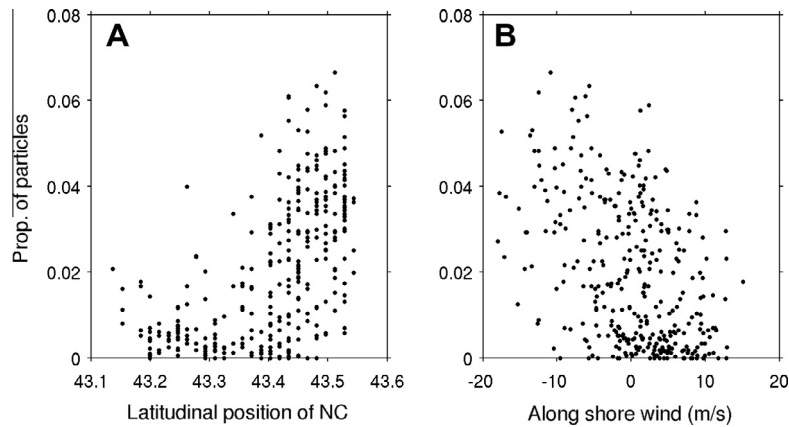 A
B
Prop. of particles
0.08
0.06
0.04
0.02
0
43.1 43.2 43.3 43.4 43.5 43.6
Latitudinal position of NC
0.08
0.06
0.04
0.02
0
-20 -10 0 10 20
Along shore wind (m/s)